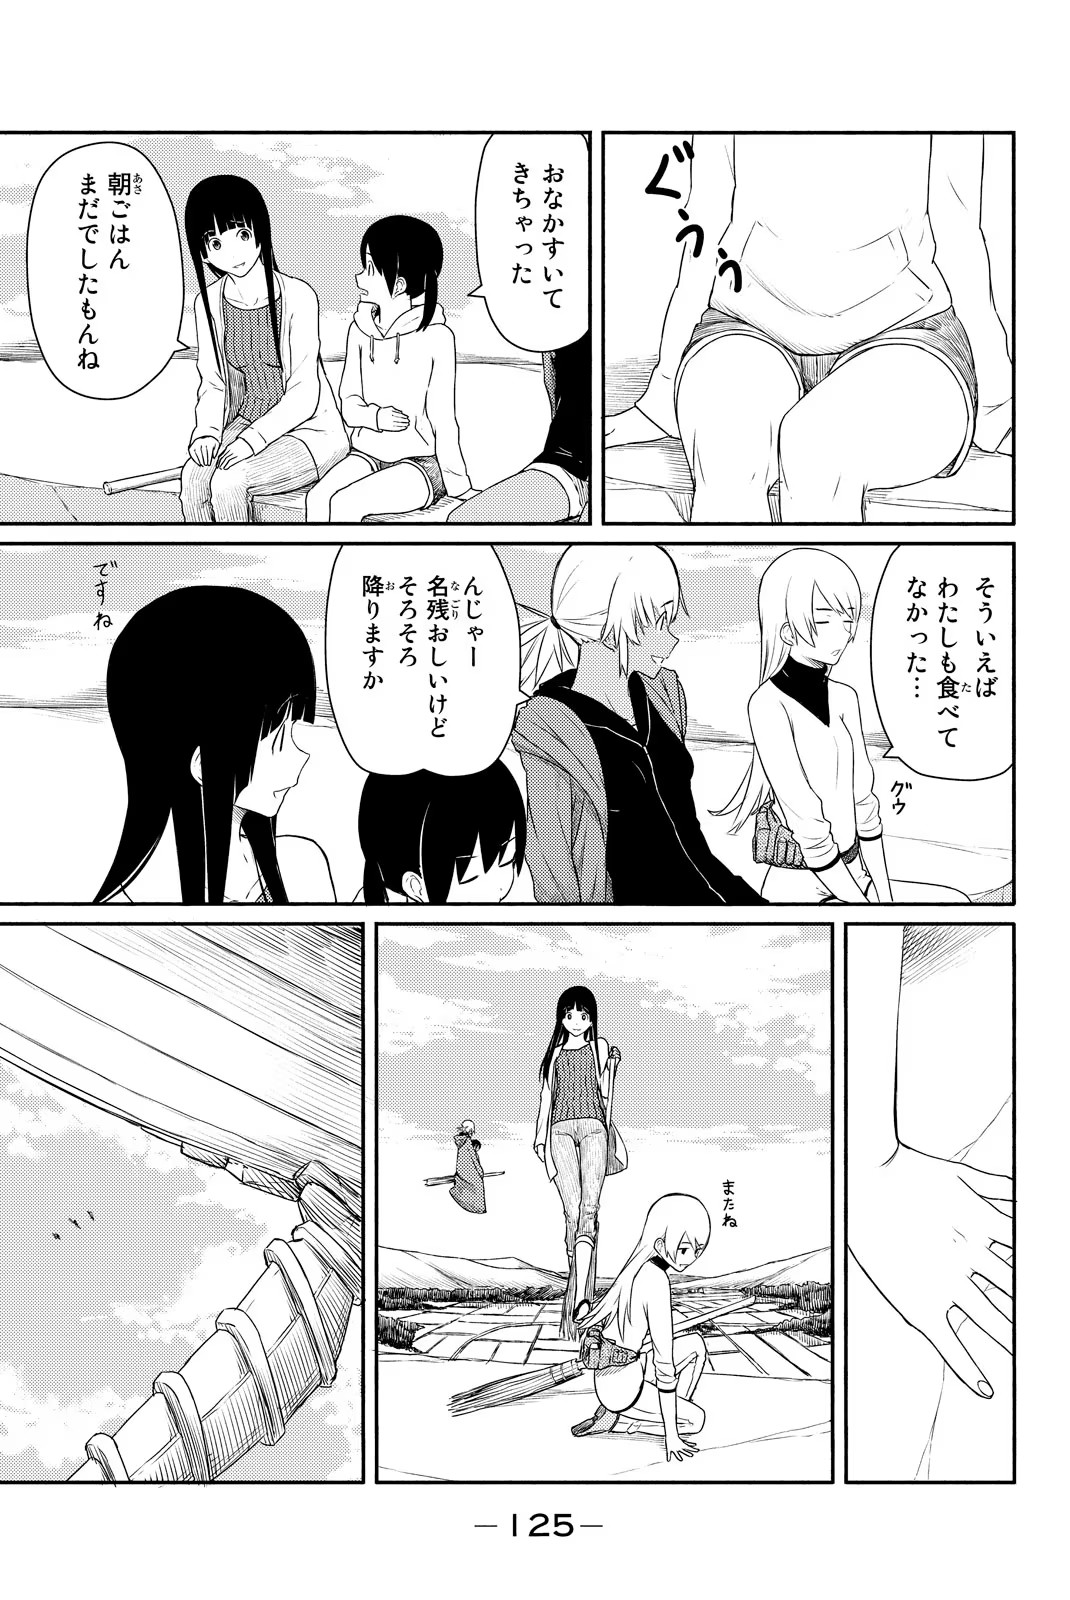 ぐぅぅ
おなかすいて
きちゃった
朝ごはん
まだでしたもんね
そういえば
わたしも食べて
なかった…
グウ
んじゃー
名残おしいけど
そろそろ
降りますか
ですね
またね
—125—